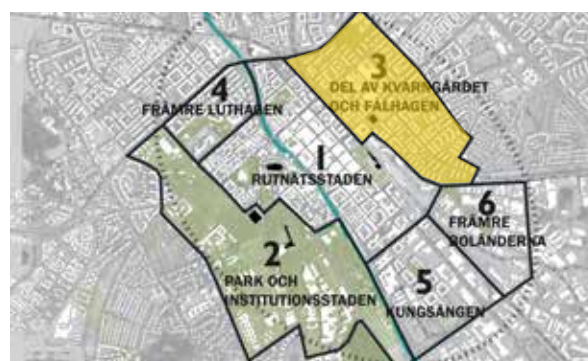 3
DEL AV KVARNGÄRDET
OCH FÅLHAGEN
4
FRÄMRE LUTHAGEN
1
RUTNÄTSSTADEN
6
FRÄMRE
BOLÄNDERNA
2
PARK OCH
INSTITUTIONSSTADEN
5
KUNGSÄNGEN